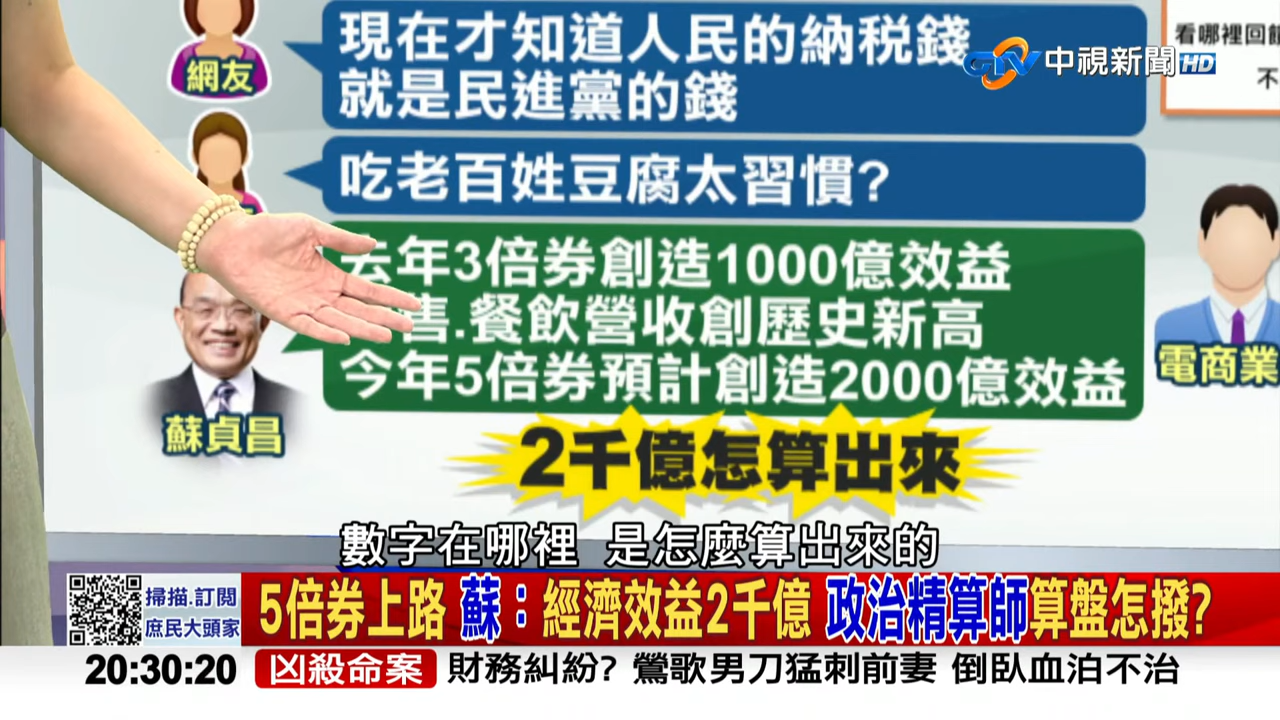 現在才知道人民的納稅錢
就是民進黨的錢
網友
吃老百姓豆腐太習慣?
去年3倍券創造1000億效益
售.餐飲營收創歷史新高
今年5倍券預計創造2000億效益
蘇貞昌
2千億怎算出來
CTV 中視新聞HD
看哪裡回饋
不
電商業
數字在哪裡 是怎麼算出來的
掃描.訂閱
庶民大頭家
5倍券上路 蘇:經濟效益2千億 政治精算師算盤怎撥?
20:30:20 凶殺命案 財務糾紛? 鶯歌男刀猛刺前妻 倒臥血泊不治